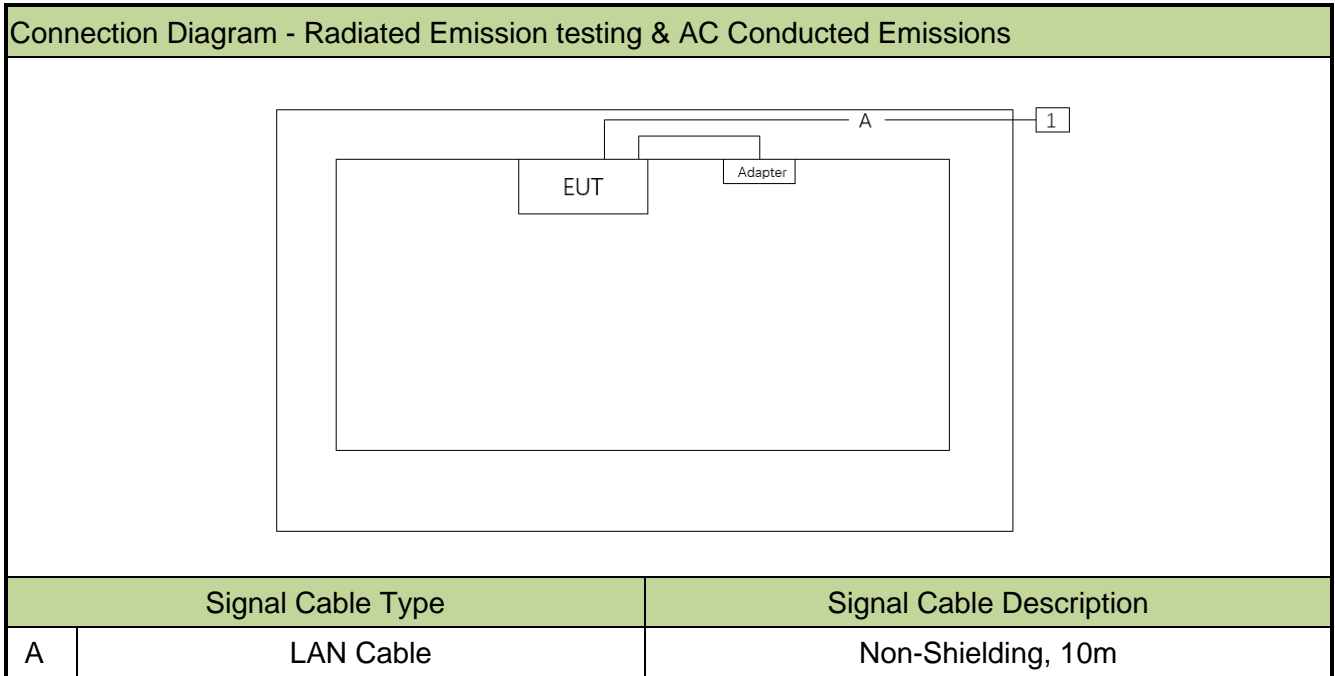 Connection Diagram - Radiated Emission testing & AC Conducted Emissions
A
1
EUT
Adapter
Signal Cable Type
Signal Cable Description
A
LAN Cable
Non-Shielding, 10m